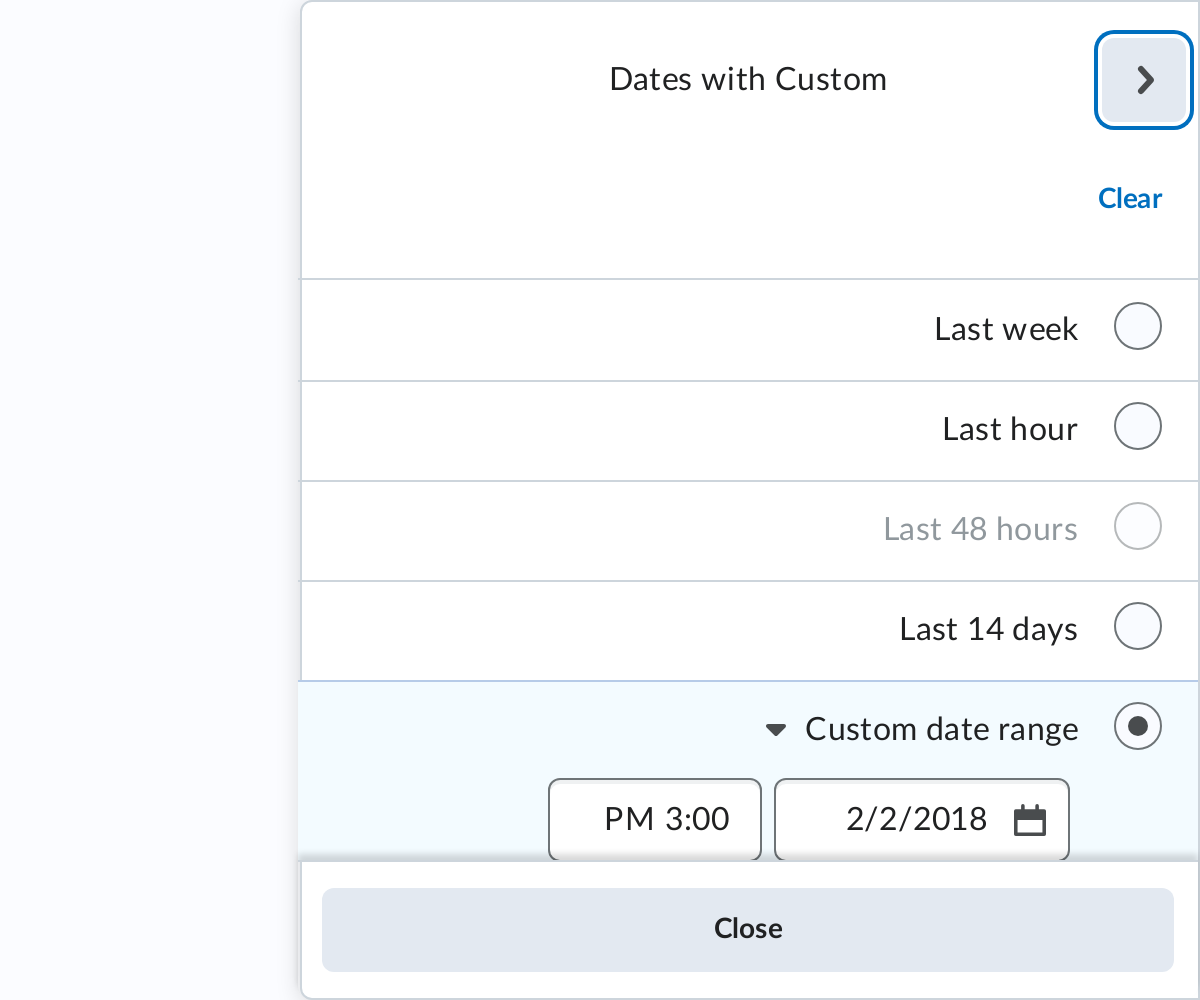 Dates with Custom
Clear
Last week
Last hour
Last 48 hours
Last 14 days
Custom date range
PM 3:00 2/2/2018
Close